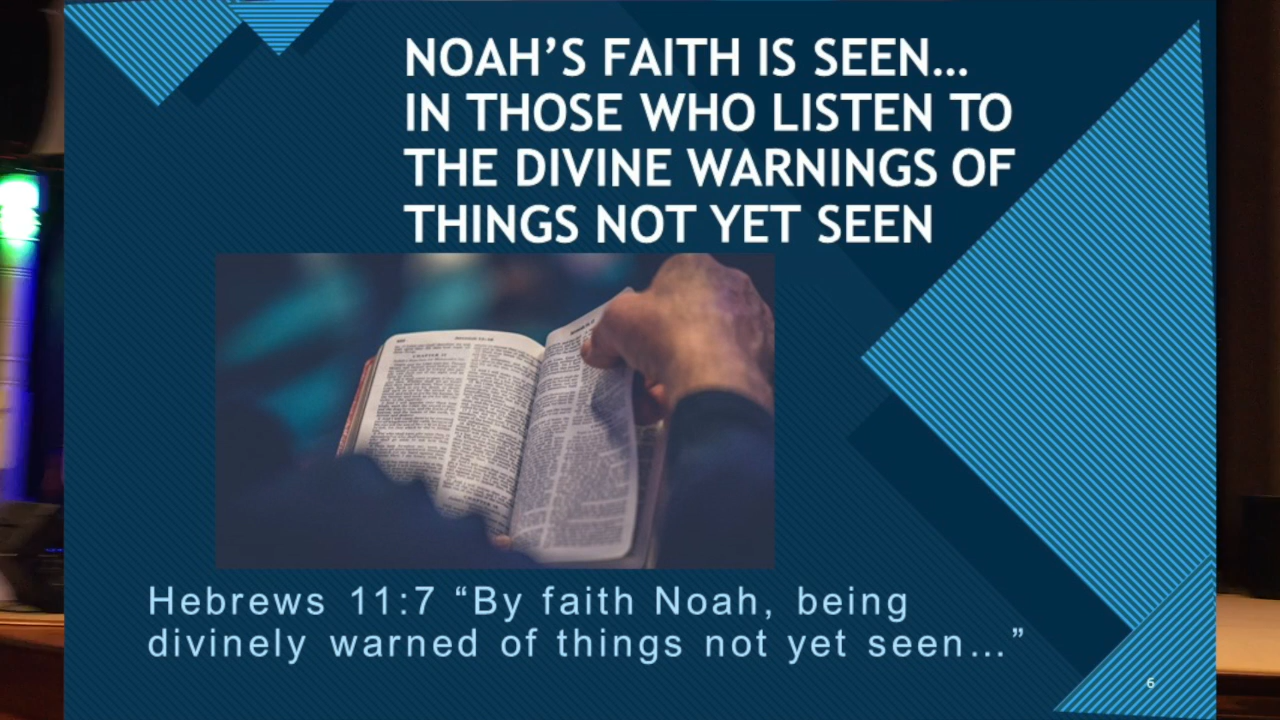 NOAH’S FAITH IS SEEN...
IN THOSE WHO LISTEN TO
THE DIVINE WARNINGS OF
THINGS NOT YET SEEN
Hebrews 11:7 “By faith Noah, being
divinely warned of things not yet seen...”
6